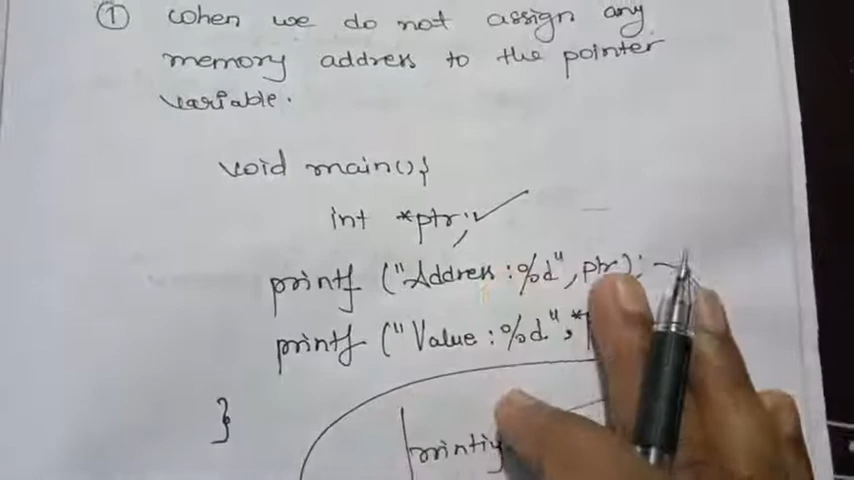 ① when we do not assign any
memory address to the pointer
variable.
void main(){
int *ptr;
printf ("Address :%d", ptr);
printf ("Value :%d", *
}